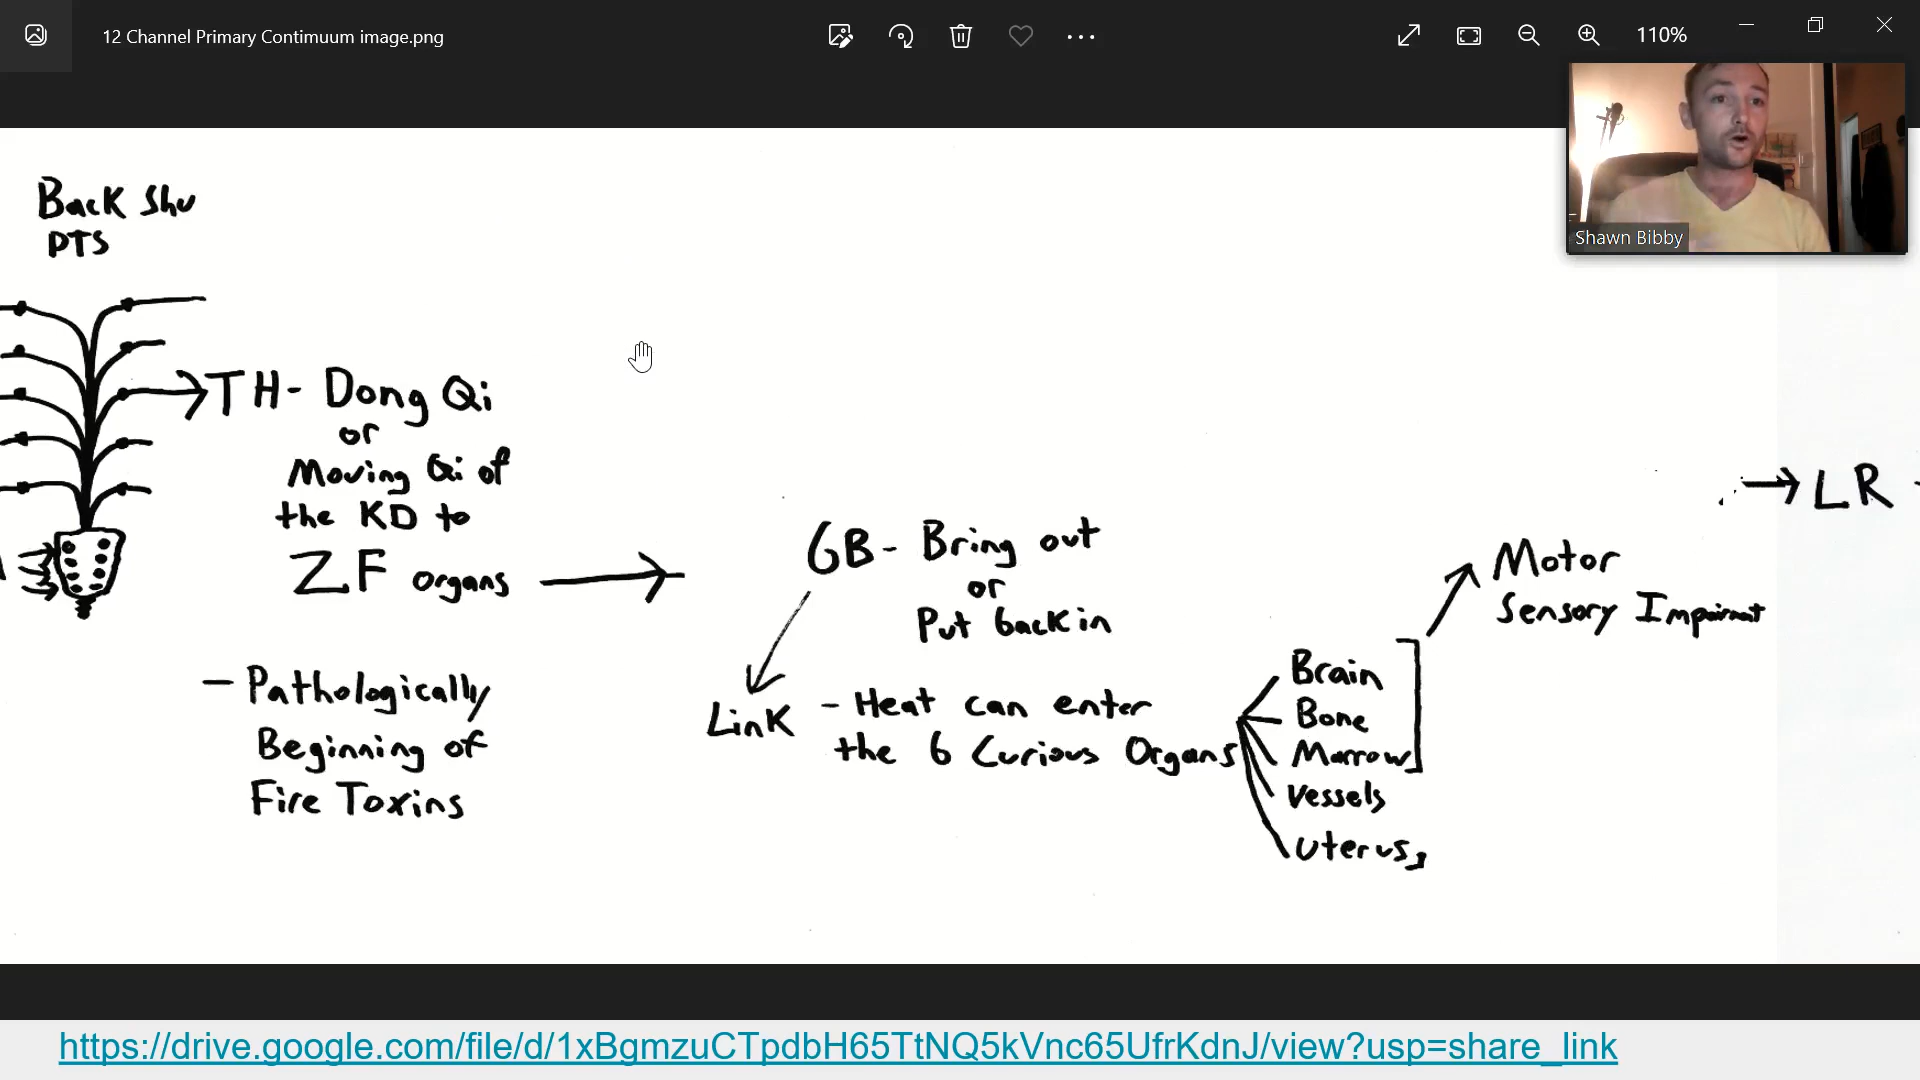 12 Channel Primary Contimuum image.png
110%
Shawn Bibby
Back Shu
PTS
TH- Dong Qi
or
Moving Qi of
the KD to
ZF organs
- Pathologically
Beginning of
Fire Toxins
GB- Bring out
or
Put back in
Link - Heat can enter
the 6 Curious Organs
Brain
Bone
Marrow
Vessels
Uterus,
Motor
Sensory
LR
https://drive.google.com/file/d/1xBgmzuCTpdbH65TtNQ5kVnc65UfrKdnJ/view?usp=share_link